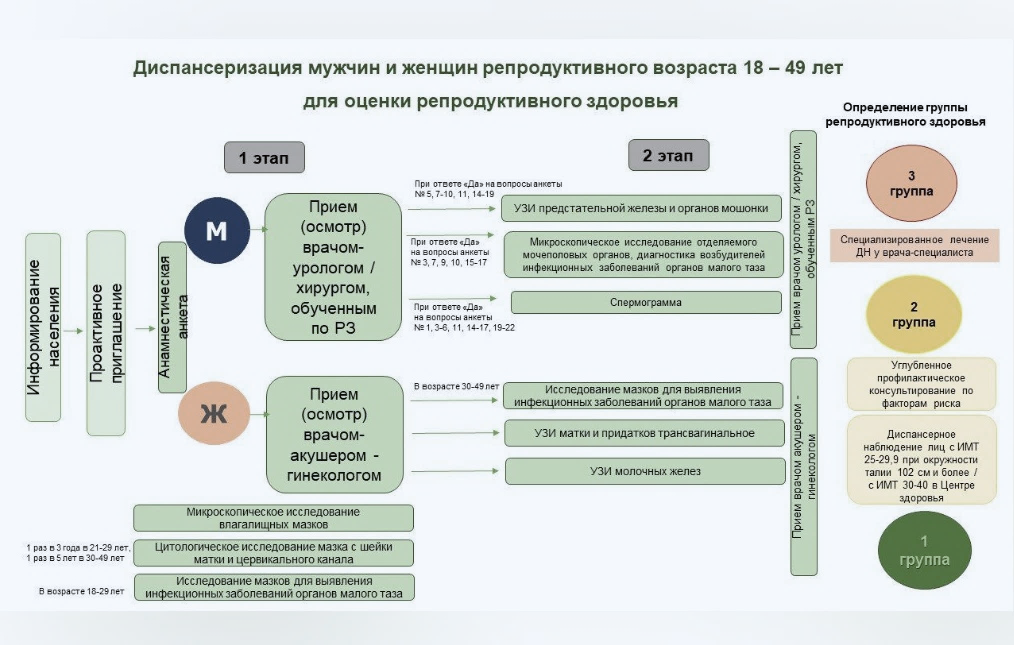 Диспансеризация мужчин и женщин репродуктивного возраста 18 – 49 лет
для оценки репродуктивного здоровья
Определение группы
репродуктивного здоровья
1 этап
2 этап
Информирование
населения
Проактивное
приглашение
Анамнестическая
анкета
М
Прием
(осмотр)
врачом-
урологом /
хирургом,
обученным
по РЗ
При ответе «Да» на вопросы анкеты
№ 5, 7-10, 11, 14-19
УЗИ предстательной железы и органов мошонки
При ответе «Да»
на вопросы анкеты
№ 3, 7, 9, 10, 15-17
Микроскопическое исследование отделяемого
мочеполовых органов, диагностика возбудителей
инфекционных заболеваний органов малого таза
При ответе «Да»
на вопросы анкеты
№ 1, 3-6, 11, 14-17, 19-22
Спермограмма
Прием врачом урологом / хирургом,
обученным РЗ
Ж
Прием
(осмотр)
врачом-
акушером -
гинекологом
В возрасте 30-49 лет
Исследование мазков для выявления
инфекционных заболеваний органов малого таза
УЗИ матки и придатков трансвагинальное
УЗИ молочных желез
Прием врачом акушером -
гинекологом
Микроскопическое исследование
влагалищных мазков
1 раз в 3 года в 21-29 лет,
1 раз в 5 лет в 30-49 лет
Цитологическое исследование мазка с шейки
матки и цервикального канала
В возрасте 18-29 лет
Исследование мазков для выявления
инфекционных заболеваний органов малого таза
3
группа
Специализированное лечение
ДН у врача-специалиста
2
группа
Углубленное
профилактическое
консультирование по
факторам риска
Диспансерное
наблюдение лиц с ИМТ
25-29,9 при окружности
талии 102 см и более /
с ИМТ 30-40 в Центре
здоровья
1
группа